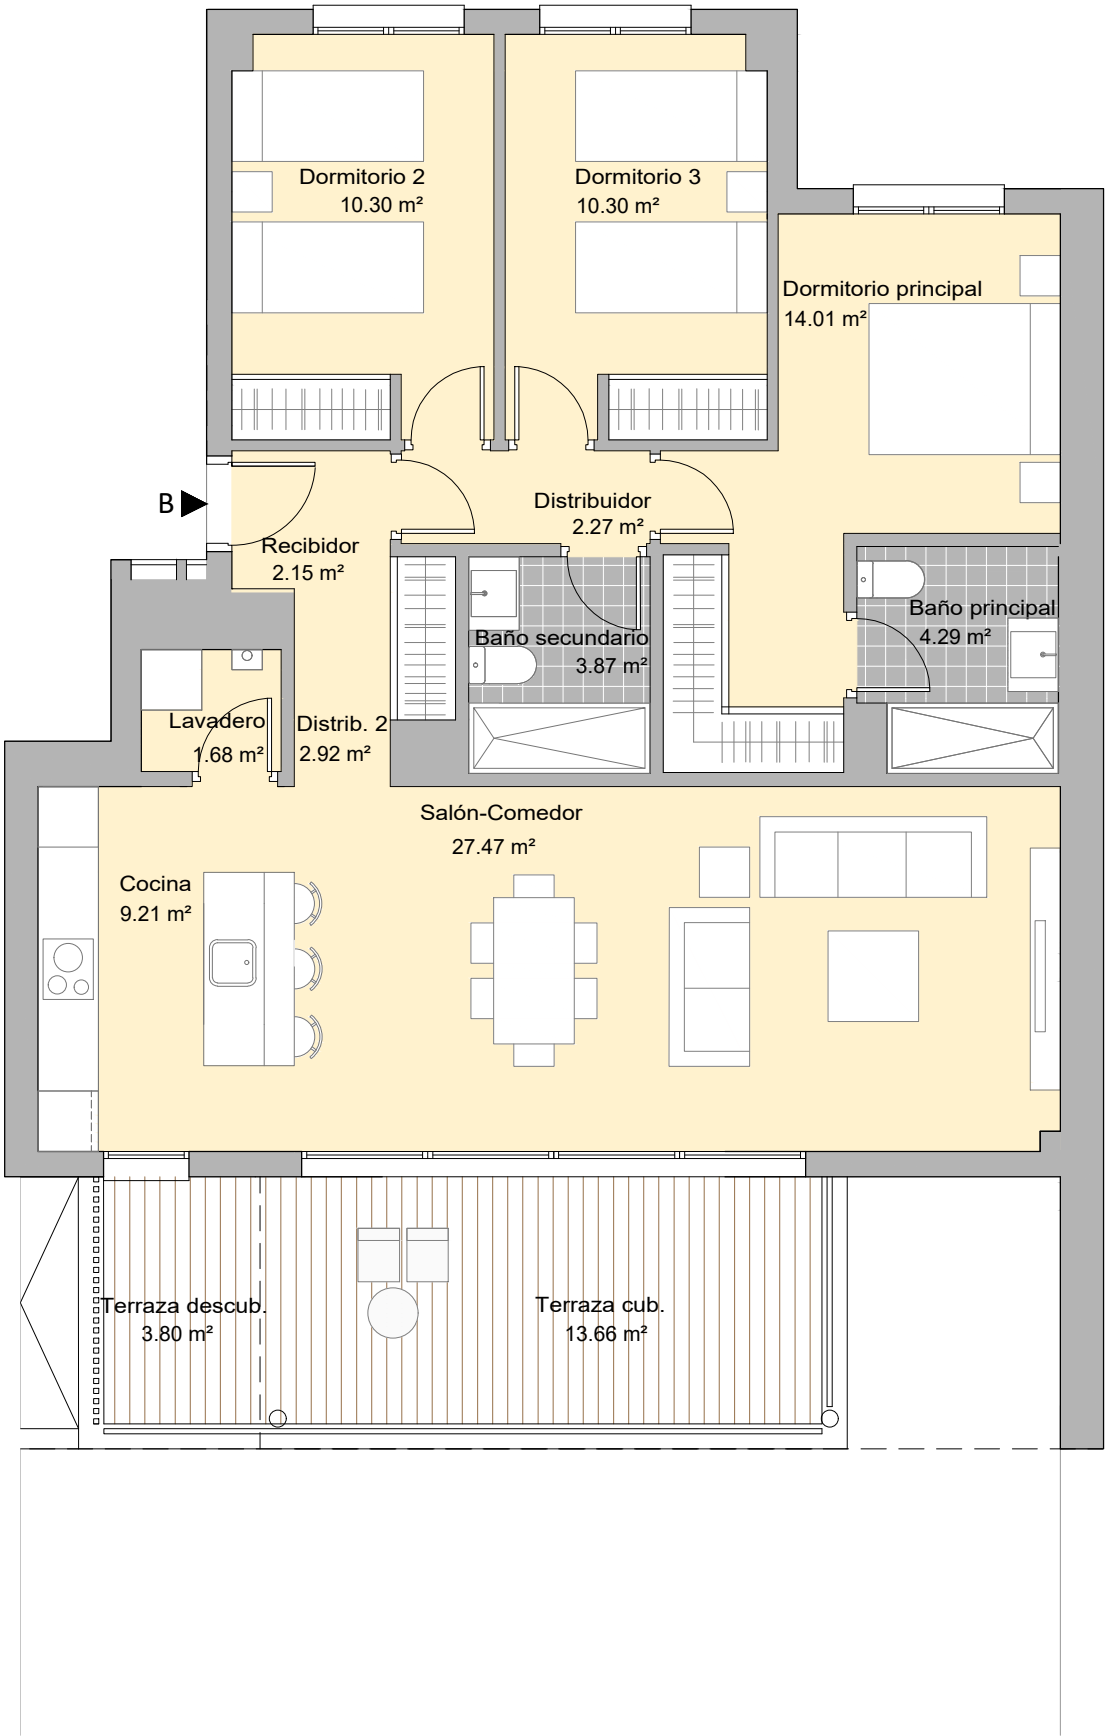 Dormitorio 2
10.30 m²
Dormitorio 3
10.30 m²
Dormitorio principal
14.01 m²
B
Distribuidor
2.27 m²
Recibidor
2.15 m²
Baño principal
4.29 m²
Baño secundario
3.87 m²
Lavadero
1.68 m²
Distrib. 2
2.92 m²
Salón-Comedor
27.47 m²
Cocina
9.21 m²
Terraza descub.
3.80 m²
Terraza cub.
13.66 m²